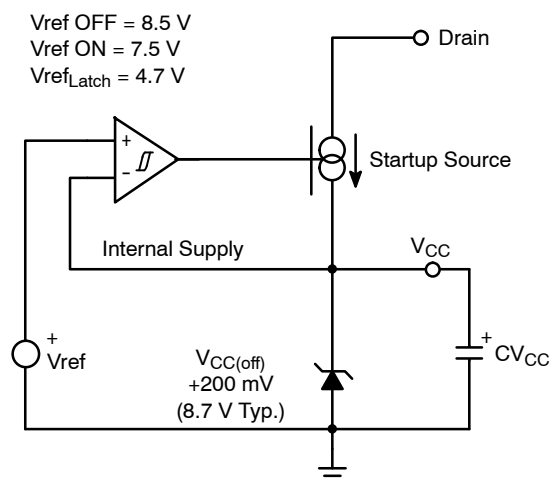 Vref OFF = 8.5 V
Vref ON = 7.5 V
VrefLatch = 4.7 V
Drain
+
-
Startup Source
Internal Supply
VCC
+
Vref
VCC(off)
+200 mV
(8.7 V Typ.)
+
CVCC